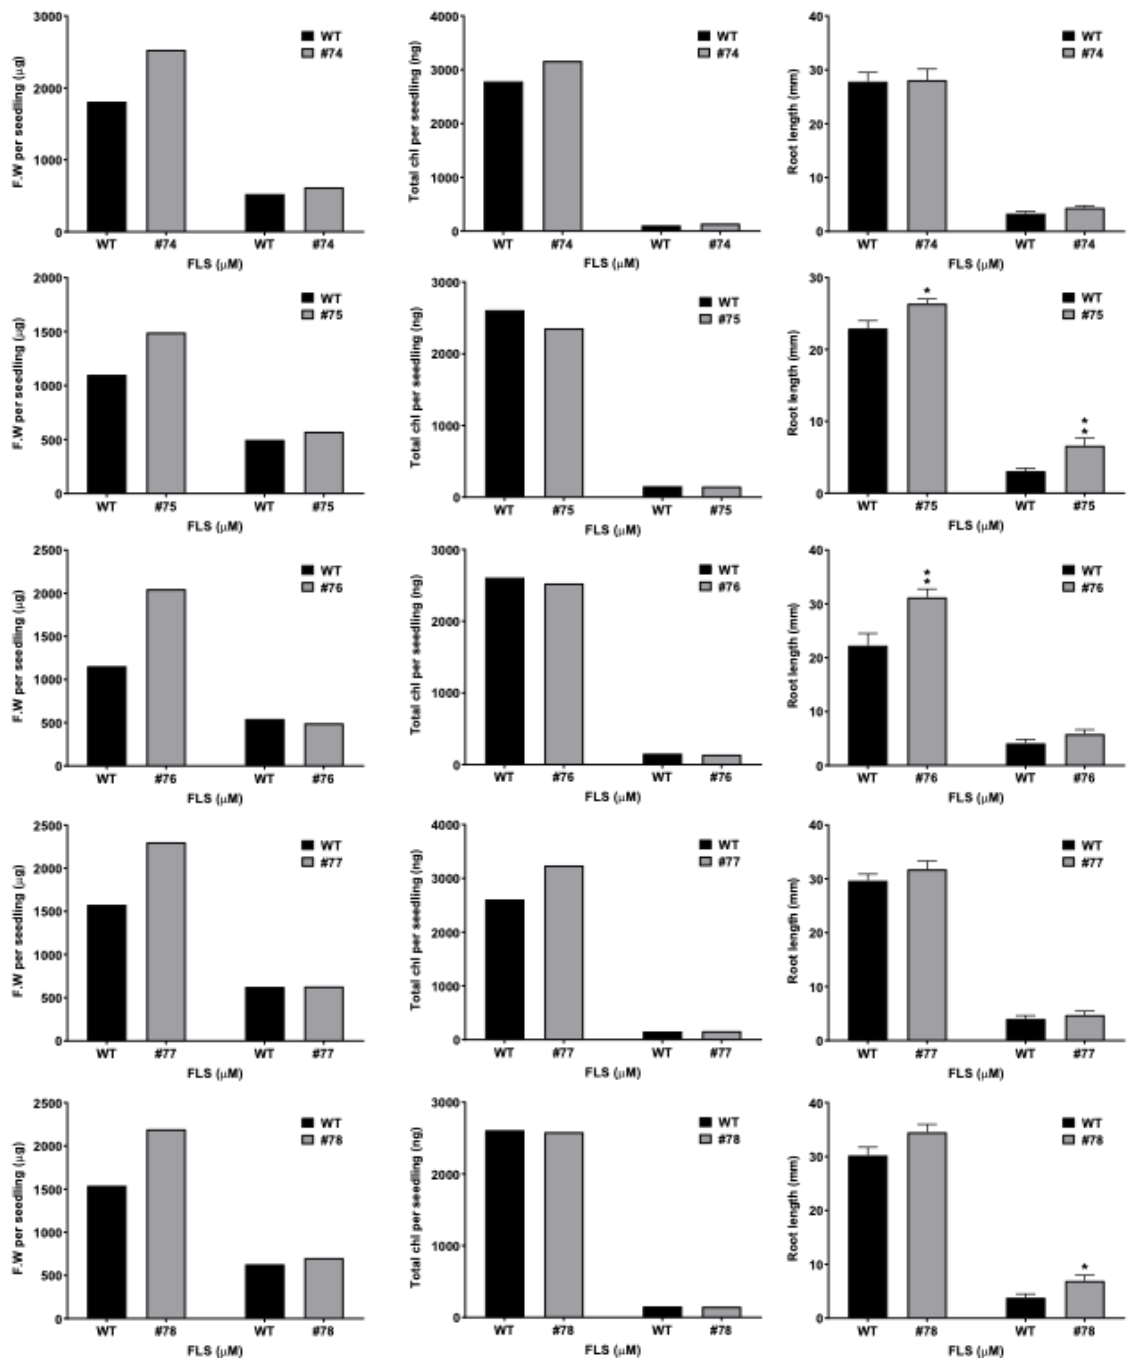 3000
2000
1000
0
F.W per seedling (µg)
WT
#74
WT #74 WT #74
FLS (µM)
4000
3000
2000
1000
0
Total chl per seedling (ng)
WT
#74
WT #74 WT #74
FLS (µM)
40
30
20
10
0
Root length (mm)
WT
#74
WT #74 WT #74
FLS (µM)
2000
1500
1000
500
0
F.W per seedling (µg)
WT
#75
WT #75 WT #75
FLS (µM)
3000
2000
1000
0
Total chl per seedling (ng)
WT
#75
WT #75 WT #75
FLS (µM)
30
20
10
0
Root length (mm)
WT
#75
*
*
*
WT #75 WT #75
FLS (µM)
2500
2000
1500
1000
500
0
F.W per seedling (µg)
WT
#76
WT #76 WT #76
FLS (µM)
3000
2000
1000
0
Total chl per seedling (ng)
WT
#76
WT #76 WT #76
FLS (µM)
40
30
20
10
0
Root length (mm)
WT
#76
*
*
WT #76 WT #76
FLS (µM)
2500
2000
1500
1000
500
0
F.W per seedling (µg)
WT
#77
WT #77 WT #77
FLS (µM)
4000
3000
2000
1000
0
Total chl per seedling (ng)
WT
#77
WT #77 WT #77
FLS (µM)
40
30
20
10
0
Root length (mm)
WT
#77
WT #77 WT #77
FLS (µM)
2500
2000
1500
1000
500
0
F.W per seedling (µg)
WT
#78
WT #78 WT #78
FLS (µM)
3000
2000
1000
0
Total chl per seedling (ng)
WT
#78
WT #78 WT #78
FLS (µM)
40
30
20
10
0
Root length (mm)
WT
#78
*
WT #78 WT #78
FLS (µM)